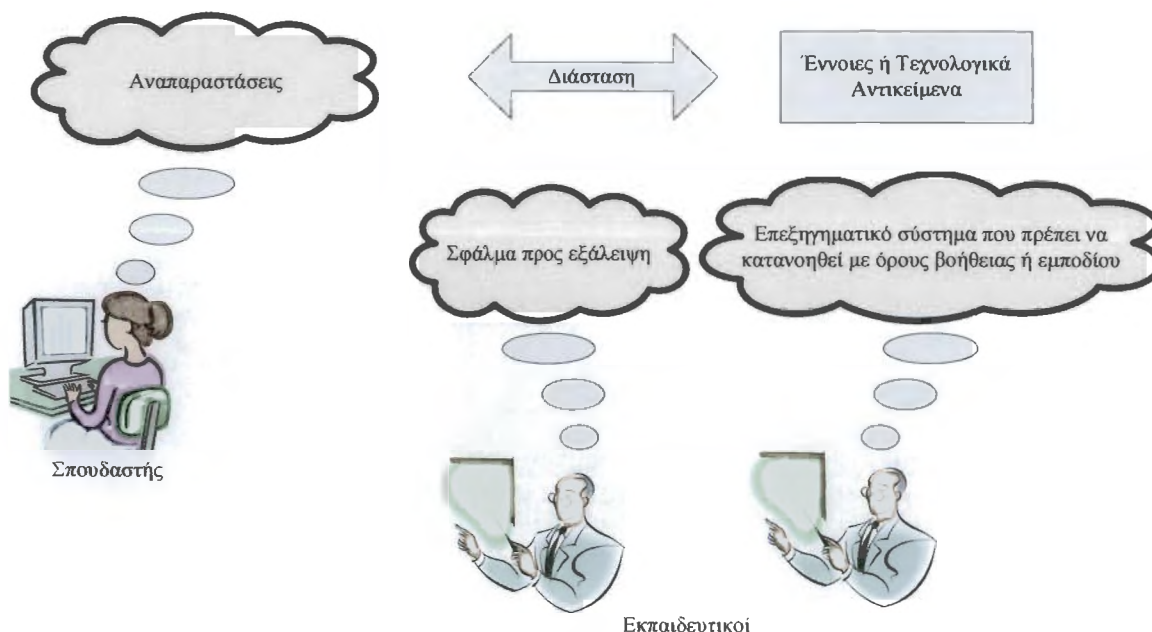 Αναπαραστάσεις
Διάσταση
Έννοιες ή Τεχνολογικά
Αντικείμενα
Σφάλμα προς εξάλειψη
Επεξηγηματικό σύστημα που πρέπει να
κατανοηθεί με όρους βοήθειας ή εμποδίου
Σπουδαστής
Εκπαιδευτικοί